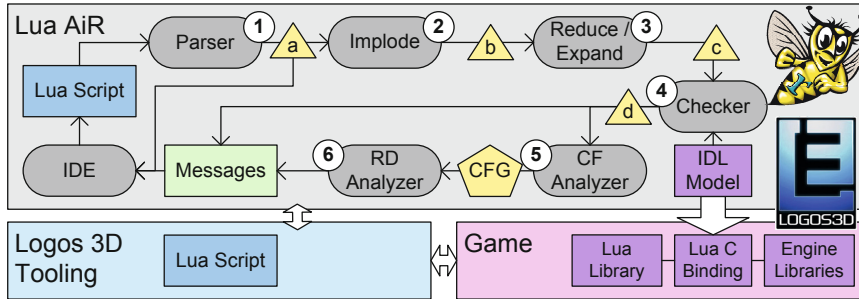 Lua AiR
Parser
1
a
Implode
2
b
Reduce /
Expand
3
c
Lua Script
4
Checker
d
IDE
Messages
6
RD
Analyzer
CFG
5
CF
Analyzer
IDL
Model
I
E
LOGOS3D
Logos 3D
Tooling
Lua Script
Game
Lua
Library
Lua C
Binding
Engine
Libraries